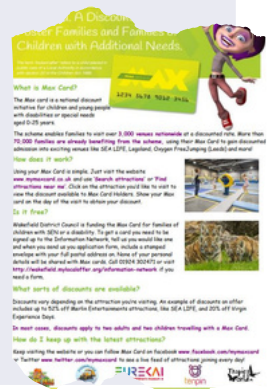 A Discount
Foster Families and Families of
Children with Additional Needs.
MAX
1234 5678 9010 3456
What is Max Card?
The Max card is a national discount
initiative for children and young people
with disabilities or special needs
aged 0-25 years.
The scheme enables families to visit over 3,000 venues nationwide at a discounted rate. More than
70,000 families are already benefiting from the scheme, using their Max Card to gain discounted
admission into exciting venues like SEA LIFE, Legoland, Oxygen FreeJumping (Leeds) and more!
How does it work?
Using your Max Card is simple. Just visit the website
www.mymaxcard.co.uk and use 'Search attractions' or 'Find
attractions near me'. Click on the attraction you'd like to visit to
view the discount available to Max Card Holders. Show your Max
card on the day of the visit to obtain your discount.
Is it free?
Wakefield District Council is funding the Max Card for families of
children with SEN or a disability. To get a card you need to be
signed up to the Information Network, tell us you would like one
and when you send us your application form, include a stamped
envelope with your full postal address on. None of your personal
details will be shared with Max cards. Call 01924 302471 or visit
http://wakefield.mylocaloffer.org/information-network if you
need a form.
What sorts of discounts are available?
Discounts vary depending on the attraction you're visiting. An example of discounts on offer
includes up to 50% off Merlin Entertainments attractions, like SEA LIFE, and 20% off Virgin
Experience Days.
In most cases, discounts apply to two adults and two children travelling with a Max Card.
How do I keep up with the latest attractions?
Keep visiting the website or you can follow Max Card on facebook www.facebook.com/mymaxcard
or Twitter www.twitter.com/mymaxcard to see a live feed of attractions joining every day!
EUREKA!
tenpin